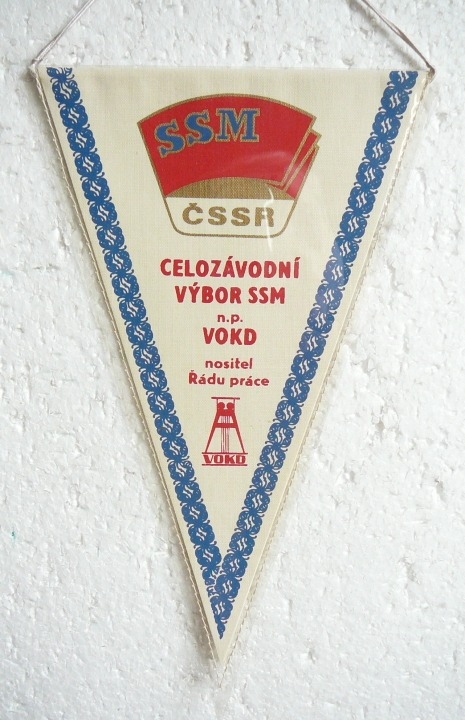 SSM
ČSSR
CELOZÁVODNÍ
VÝBOR SSM
n.p.
VOKD
nositel
Řádu práce
VOKD